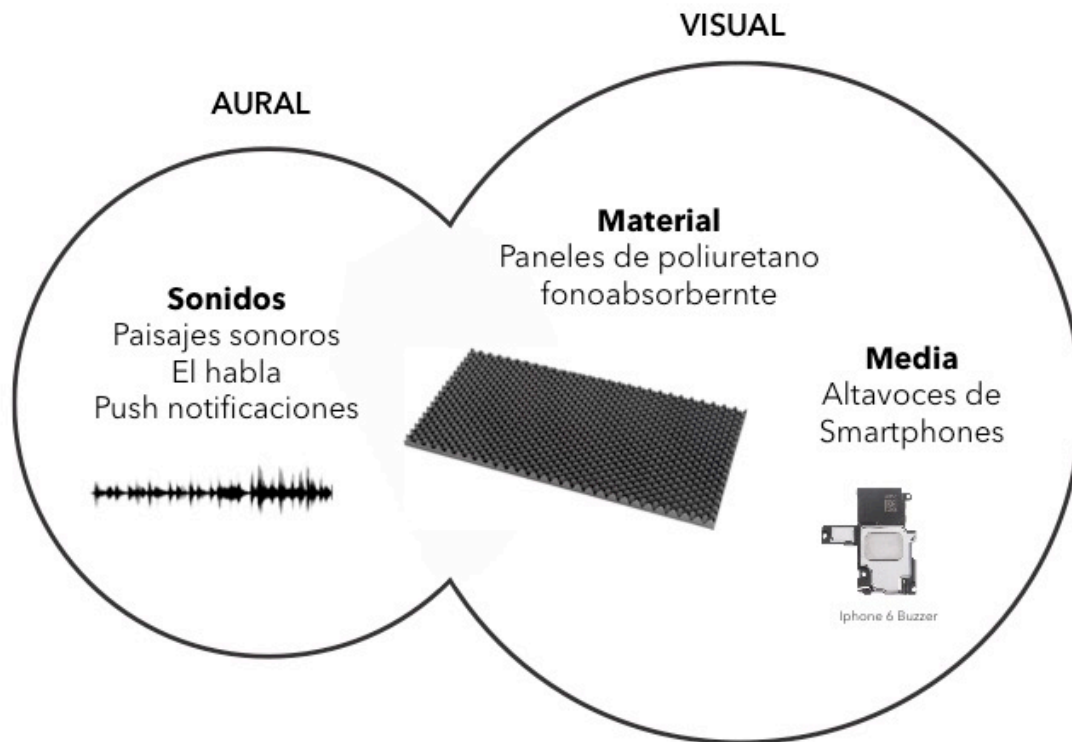 VISUAL
AURAL
Material
Paneles de poliuretano
fonoabsorbernte
Sonidos
Paisajes sonoros
El habla
Push notificaciones
Media
Altavoces de
Smartphones
Iphone 6 Buzzer